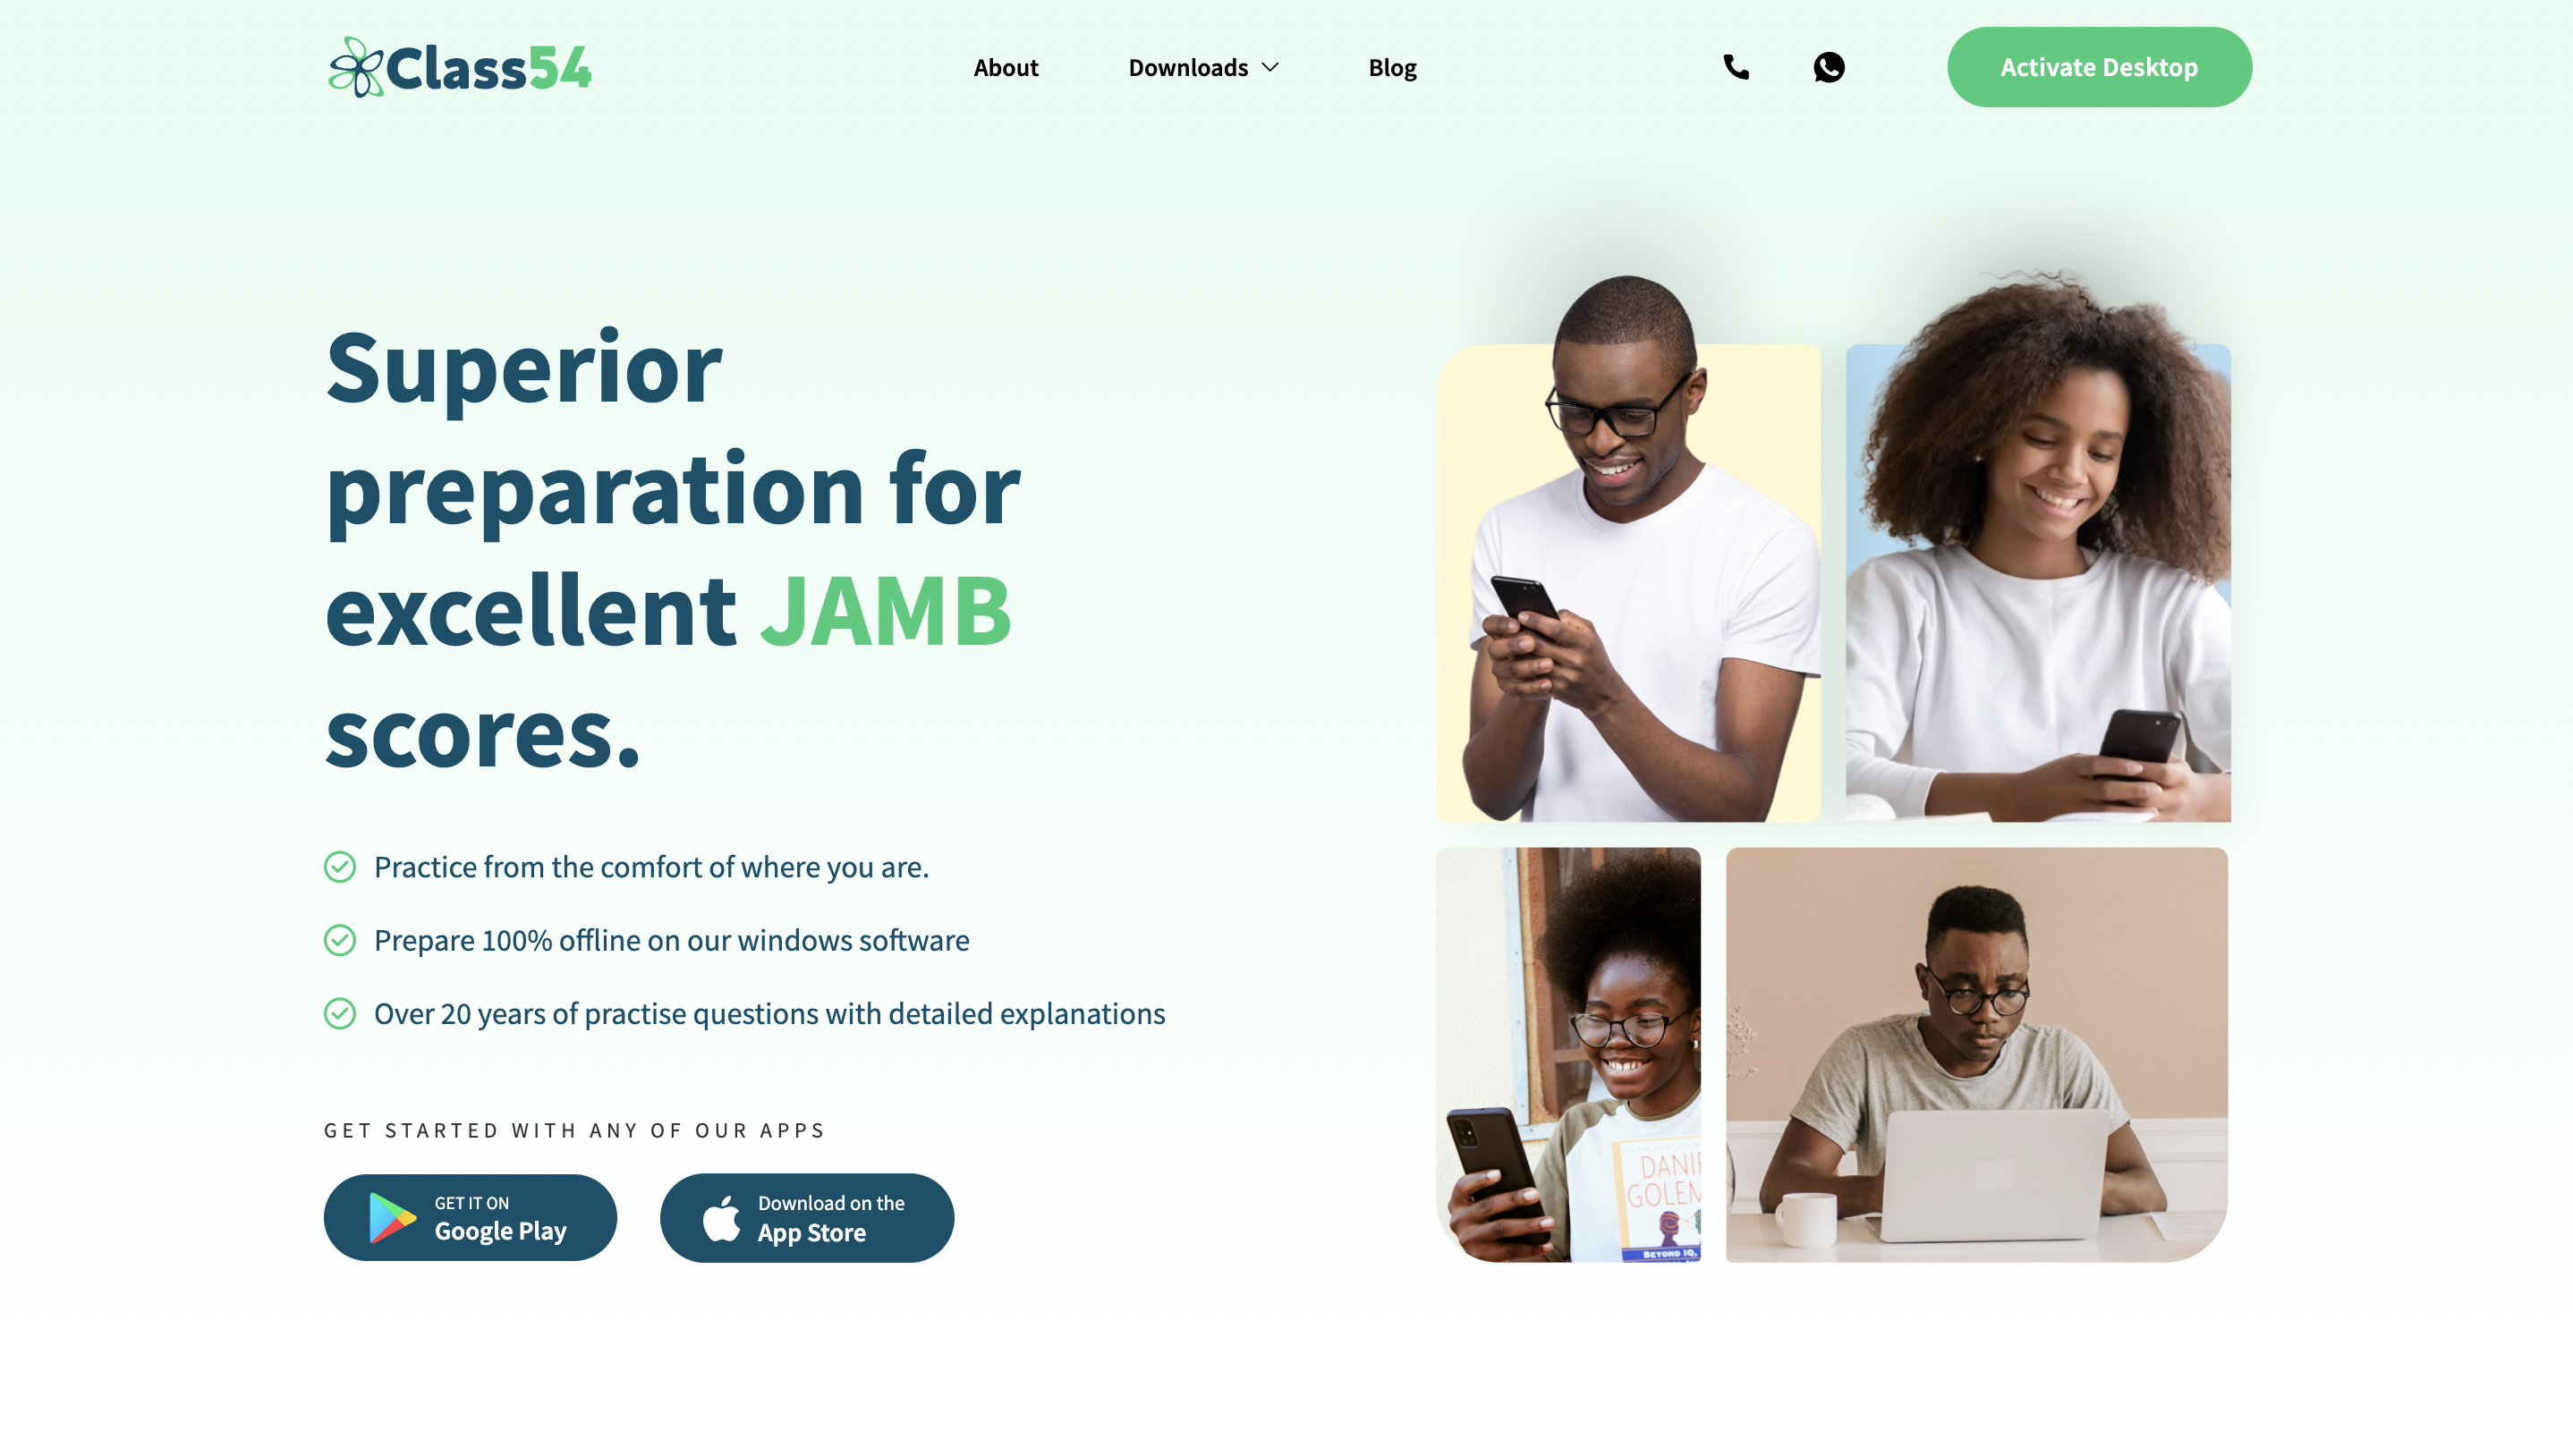 Class54
About
Downloads
Blog
Activate Desktop
Superior
preparation for
excellent JAMB
scores.
Practice from the comfort of where you are.
Prepare 100% offline on our windows software
Over 20 years of practise questions with detailed explanations
GET STARTED WITH ANY OF OUR APPS
GET IT ON
Google Play
Download on the
App Store
BEYOND IQ,